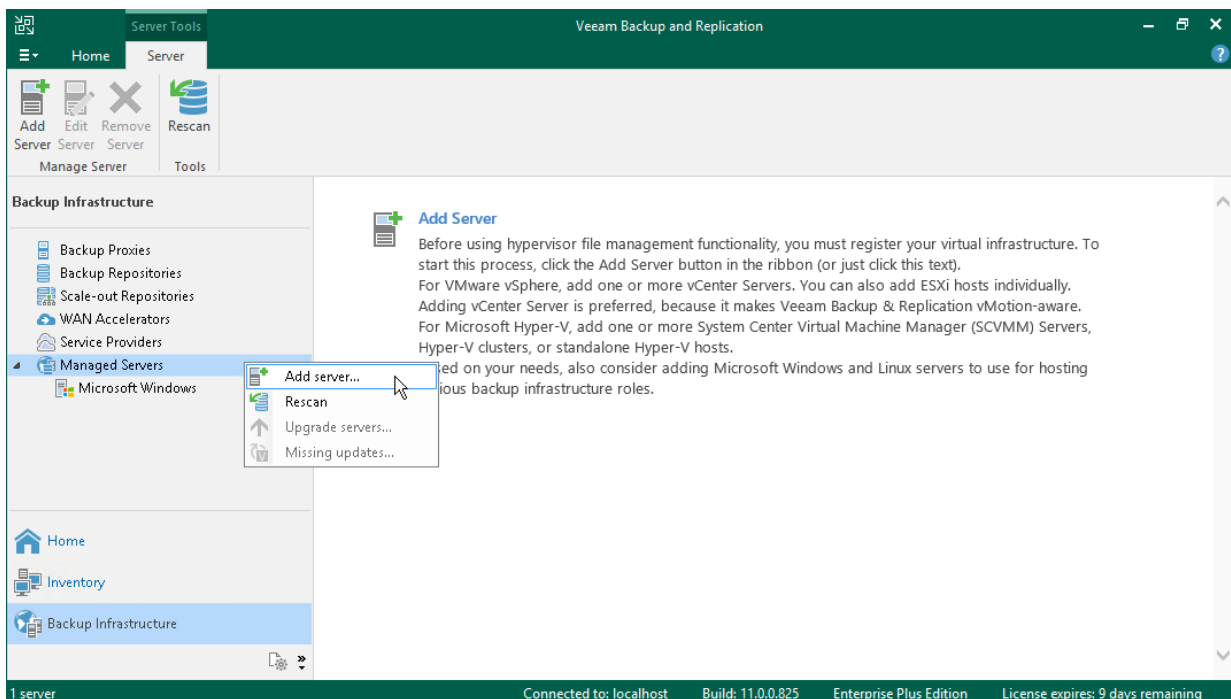 Server Tools
Veeam Backup and Replication
Home
Server
Add Server
Edit Server
Remove Server
Rescan
Manage Server
Tools
Backup Infrastructure
Backup Proxies
Backup Repositories
Scale-out Repositories
WAN Accelerators
Service Providers
Managed Servers
Microsoft Windows
Add server...
Rescan
Upgrade servers...
Missing updates...
Add Server
Before using hypervisor file management functionality, you must register your virtual infrastructure. To
start this process, click the Add Server button in the ribbon (or just click this text).
For VMware vSphere, add one or more vCenter Servers. You can also add ESXi hosts individually.
Adding vCenter Server is preferred, because it makes Veeam Backup & Replication vMotion-aware.
For Microsoft Hyper-V, add one or more System Center Virtual Machine Manager (SCVMM) Servers,
Hyper-V clusters, or standalone Hyper-V hosts.
sed on your needs, also consider adding Microsoft Windows and Linux servers to use for hosting
ious backup infrastructure roles.
Home
Inventory
Backup Infrastructure
1 server
Connected to: localhost
Build: 11.0.0.825
Enterprise Plus Edition
License expires: 9 days remaining